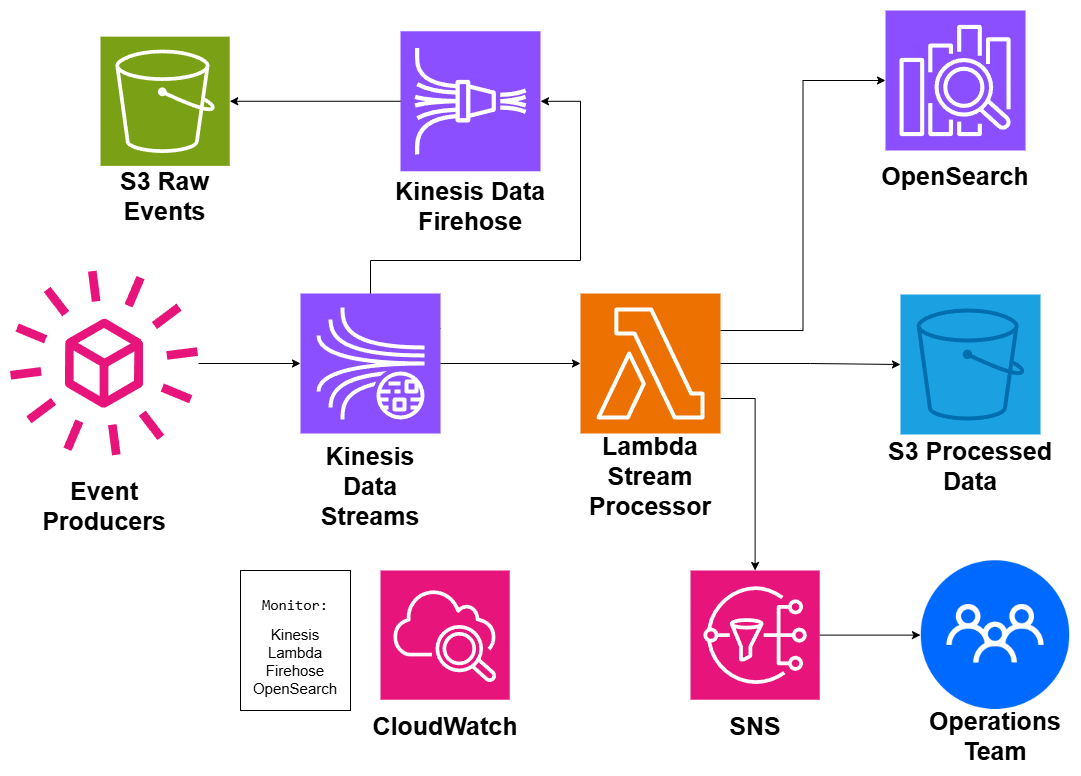 S3 Raw
Events
Kinesis Data
Firehose
OpenSearch
Event
Producers
Kinesis
Data
Streams
Lambda
Stream
Processor
S3 Processed
Data
Monitor:
Kinesis
Lambda
Firehose
OpenSearch
CloudWatch
SNS
Operations
Team